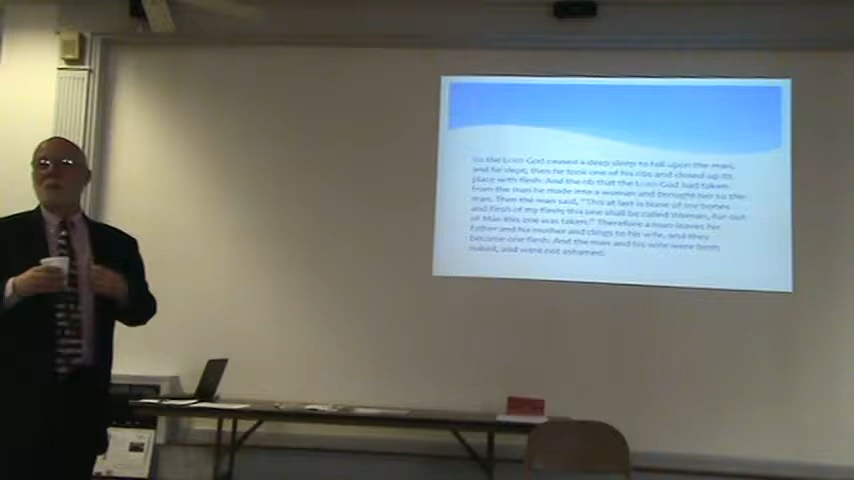 So the LORD God caused a deep sleep to fall upon the man,
and he slept; then he took one of his ribs and closed up its
place with flesh. And the rib that the LORD God had taken
from the man he made into a woman and brought her to the
man. Then the man said, "This at last is bone of my bones
and flesh of my flesh; this one shall be called Woman, for out
of Man this one was taken." Therefore a man leaves his
father and his mother and clings to his wife, and they
become one flesh. And the man and his wife were both
naked, and were not ashamed.